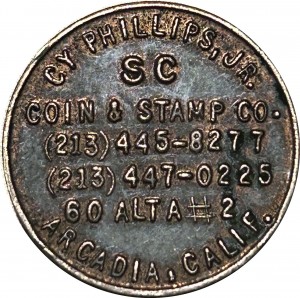 CY PHILLIPS, JR.
SC
COIN & STAMP CO.
(213) 445-8277
(213) 447-0225
60 ALTA #2
ARCADIA, CALIF.